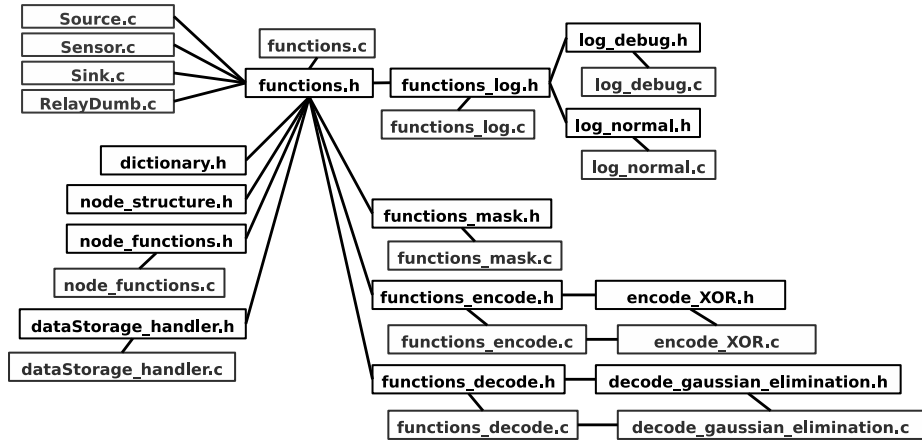 Source.c
Sensor.c
Sink.c
RelayDumb.c
functions.c
functions.h
functions_log.h
functions_log.c
log_debug.h
log_debug.c
log_normal.h
log_normal.c
dictionary.h
node_structure.h
node_functions.h
node_functions.c
dataStorage_handler.h
dataStorage_handler.c
functions_mask.h
functions_mask.c
functions_encode.h
encode_XOR.h
functions_encode.c
encode_XOR.c
functions_decode.h
decode_gaussian_elimination.h
functions_decode.c
decode_gaussian_elimination.c